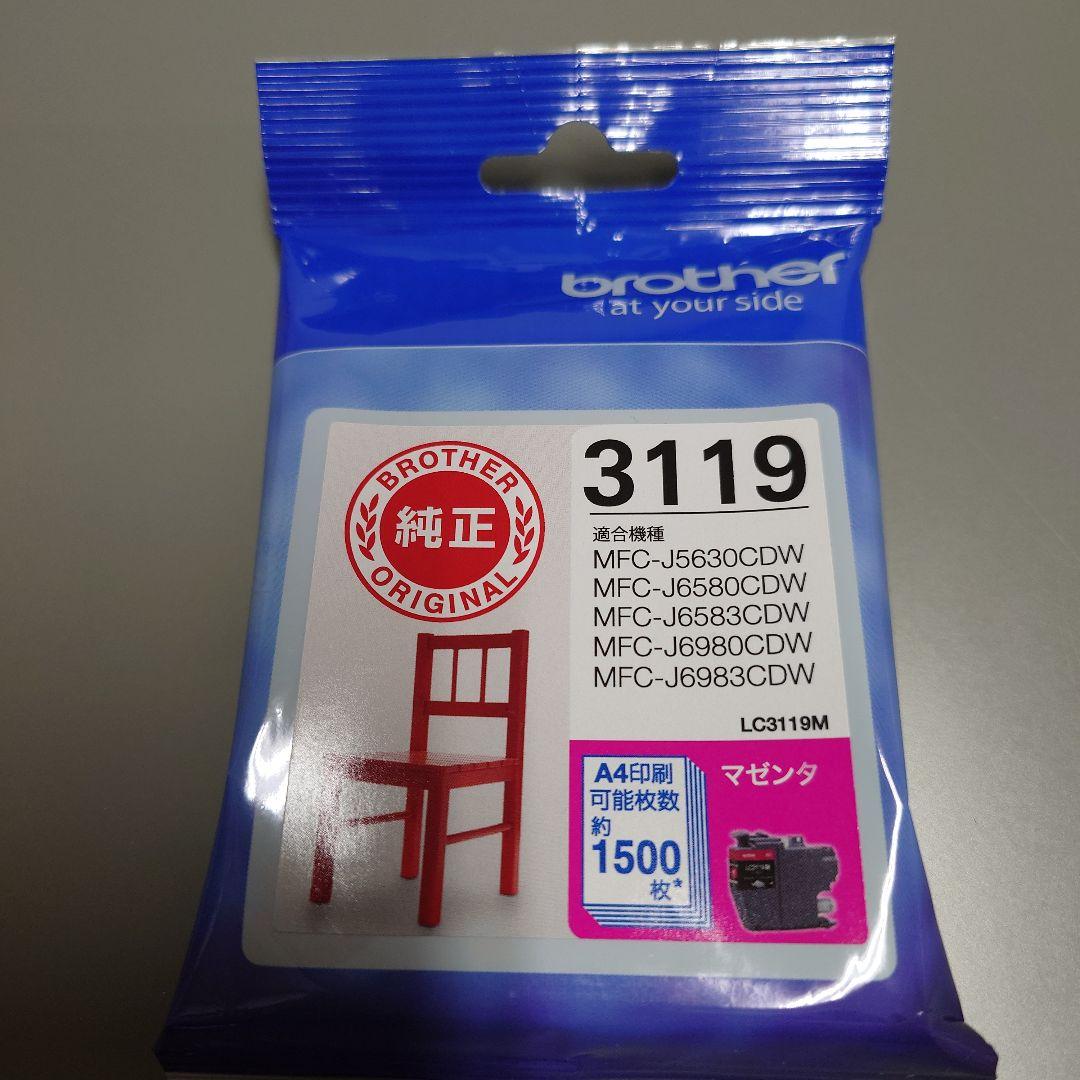 brother
at your side
BROTHER
純正
ORIGINAL
3119
適合機種
MFC-J5630CDW
MFC-J6580CDW
MFC-J6583CDW
MFC-J6980CDW
MFC-J6983CDW
LC3119M
A4印刷
可能枚数
約
1500
枚*
マゼンタ